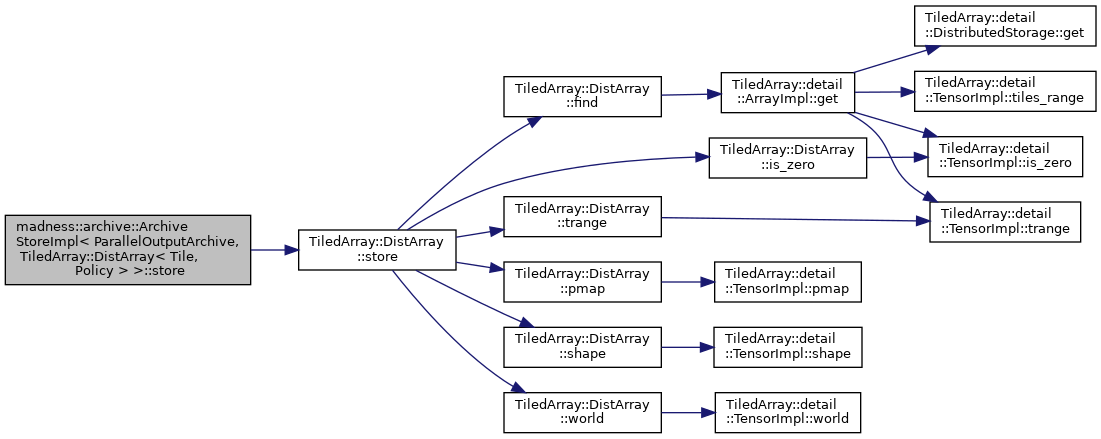 madness::archive::Archive
StoreImpl< ParallelOutputArchive,
TiledArray::DistArray< Tile,
Policy > >::store
TiledArray::DistArray
::store
TiledArray::DistArray
::find
TiledArray::DistArray
::is_zero
TiledArray::DistArray
::trange
TiledArray::DistArray
::pmap
TiledArray::DistArray
::shape
TiledArray::DistArray
::world
TiledArray::detail
::ArrayImpl::get
TiledArray::detail
::DistributedStorage::get
TiledArray::detail
::TensorImpl::tiles_range
TiledArray::detail
::TensorImpl::is_zero
TiledArray::detail
::TensorImpl::trange
TiledArray::detail
::TensorImpl::pmap
TiledArray::detail
::TensorImpl::shape
TiledArray::detail
::TensorImpl::world